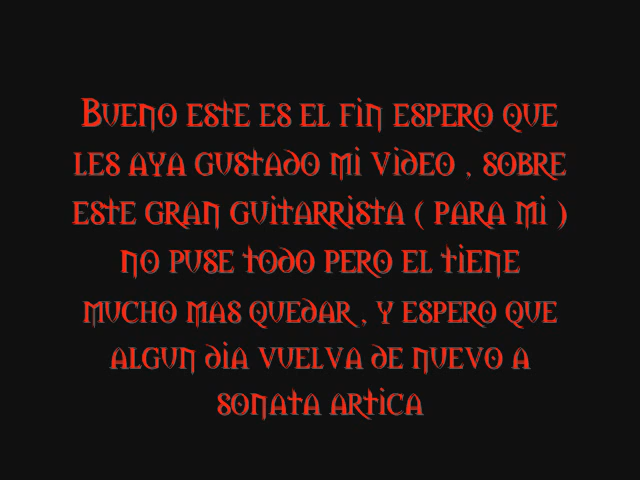 Bueno este es el fin espero que
les aya gustado mi video , sobre
este gran guitarrista ( para mi )
no puse todo pero el tiene
mucho mas quedar , y espero que
algun dia vuelva de nuevo a
sonata artica